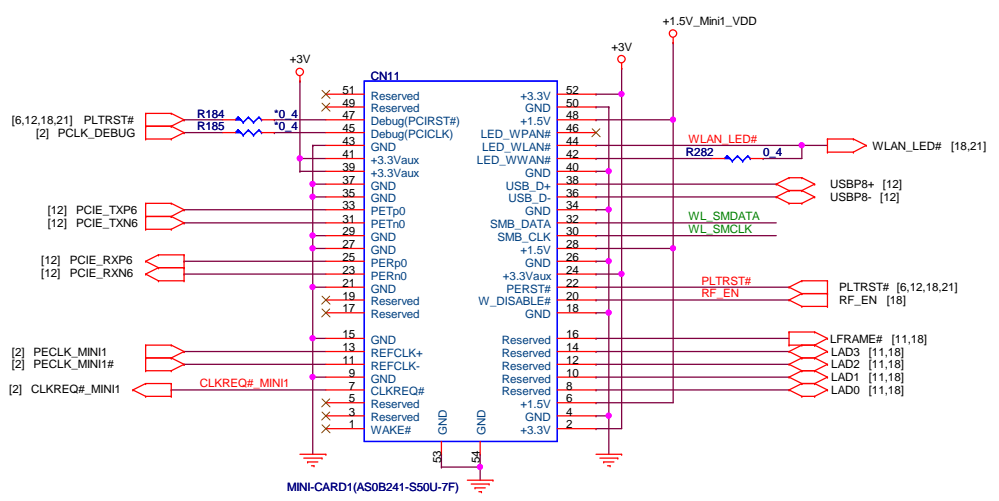 +1.5V_Mini1_VDD
+3V +3V
CN11
51 Reserved +3.3V 52
49 Reserved GND 50
[6,12,18,21] PLTRST# R184 *0_4 47 Debug(PCIRST#) +1.5V 48
[2] PCLK_DEBUG R185 *0_4 45 Debug(PCICLK) LED_WPAN# 46
43 GND LED_WLAN# 44 WLAN_LED# WLAN_LED# [18,21]
41 +3.3Vaux LED_WWAN# 42 R282 0_4
39 +3.3Vaux GND 40
37 GND USB_D+ 38 USBP8+ [12]
35 GND USB_D- 36 USBP8- [12]
[12] PCIE_TXP6 33 PETp0 GND 34
[12] PCIE_TXN6 31 PETn0 SMB_DATA 32 WL_SMDATA
29 GND SMB_CLK 30 WL_SMCLK
27 GND +1.5V 28
[12] PCIE_RXP6 25 PERp0 GND 26
[12] PCIE_RXN6 23 PERn0 +3.3Vaux 24
21 GND PERST# 22 PLTRST# PLTRST# [6,12,18,21]
19 Reserved W_DISABLE# 20 RF_EN RF_EN [18]
17 Reserved GND 18
15 GND Reserved 16 LFRAME# [11,18]
[2] PECLK_MINI1 13 REFCLK+ Reserved 14 LAD3 [11,18]
[2] PECLK_MINI1# 11 REFCLK- Reserved 12 LAD2 [11,18]
9 GND Reserved 10 LAD1 [11,18]
[2] CLKREQ#_MINI1 CLKREQ#_MINI1 7 CLKREQ# Reserved 8 LAD0 [11,18]
5 Reserved +1.5V 6
3 Reserved GND 4
1 WAKE# +3.3V 2
GND GND
53 54
MINI-CARD1(AS0B241-S50U-7F)